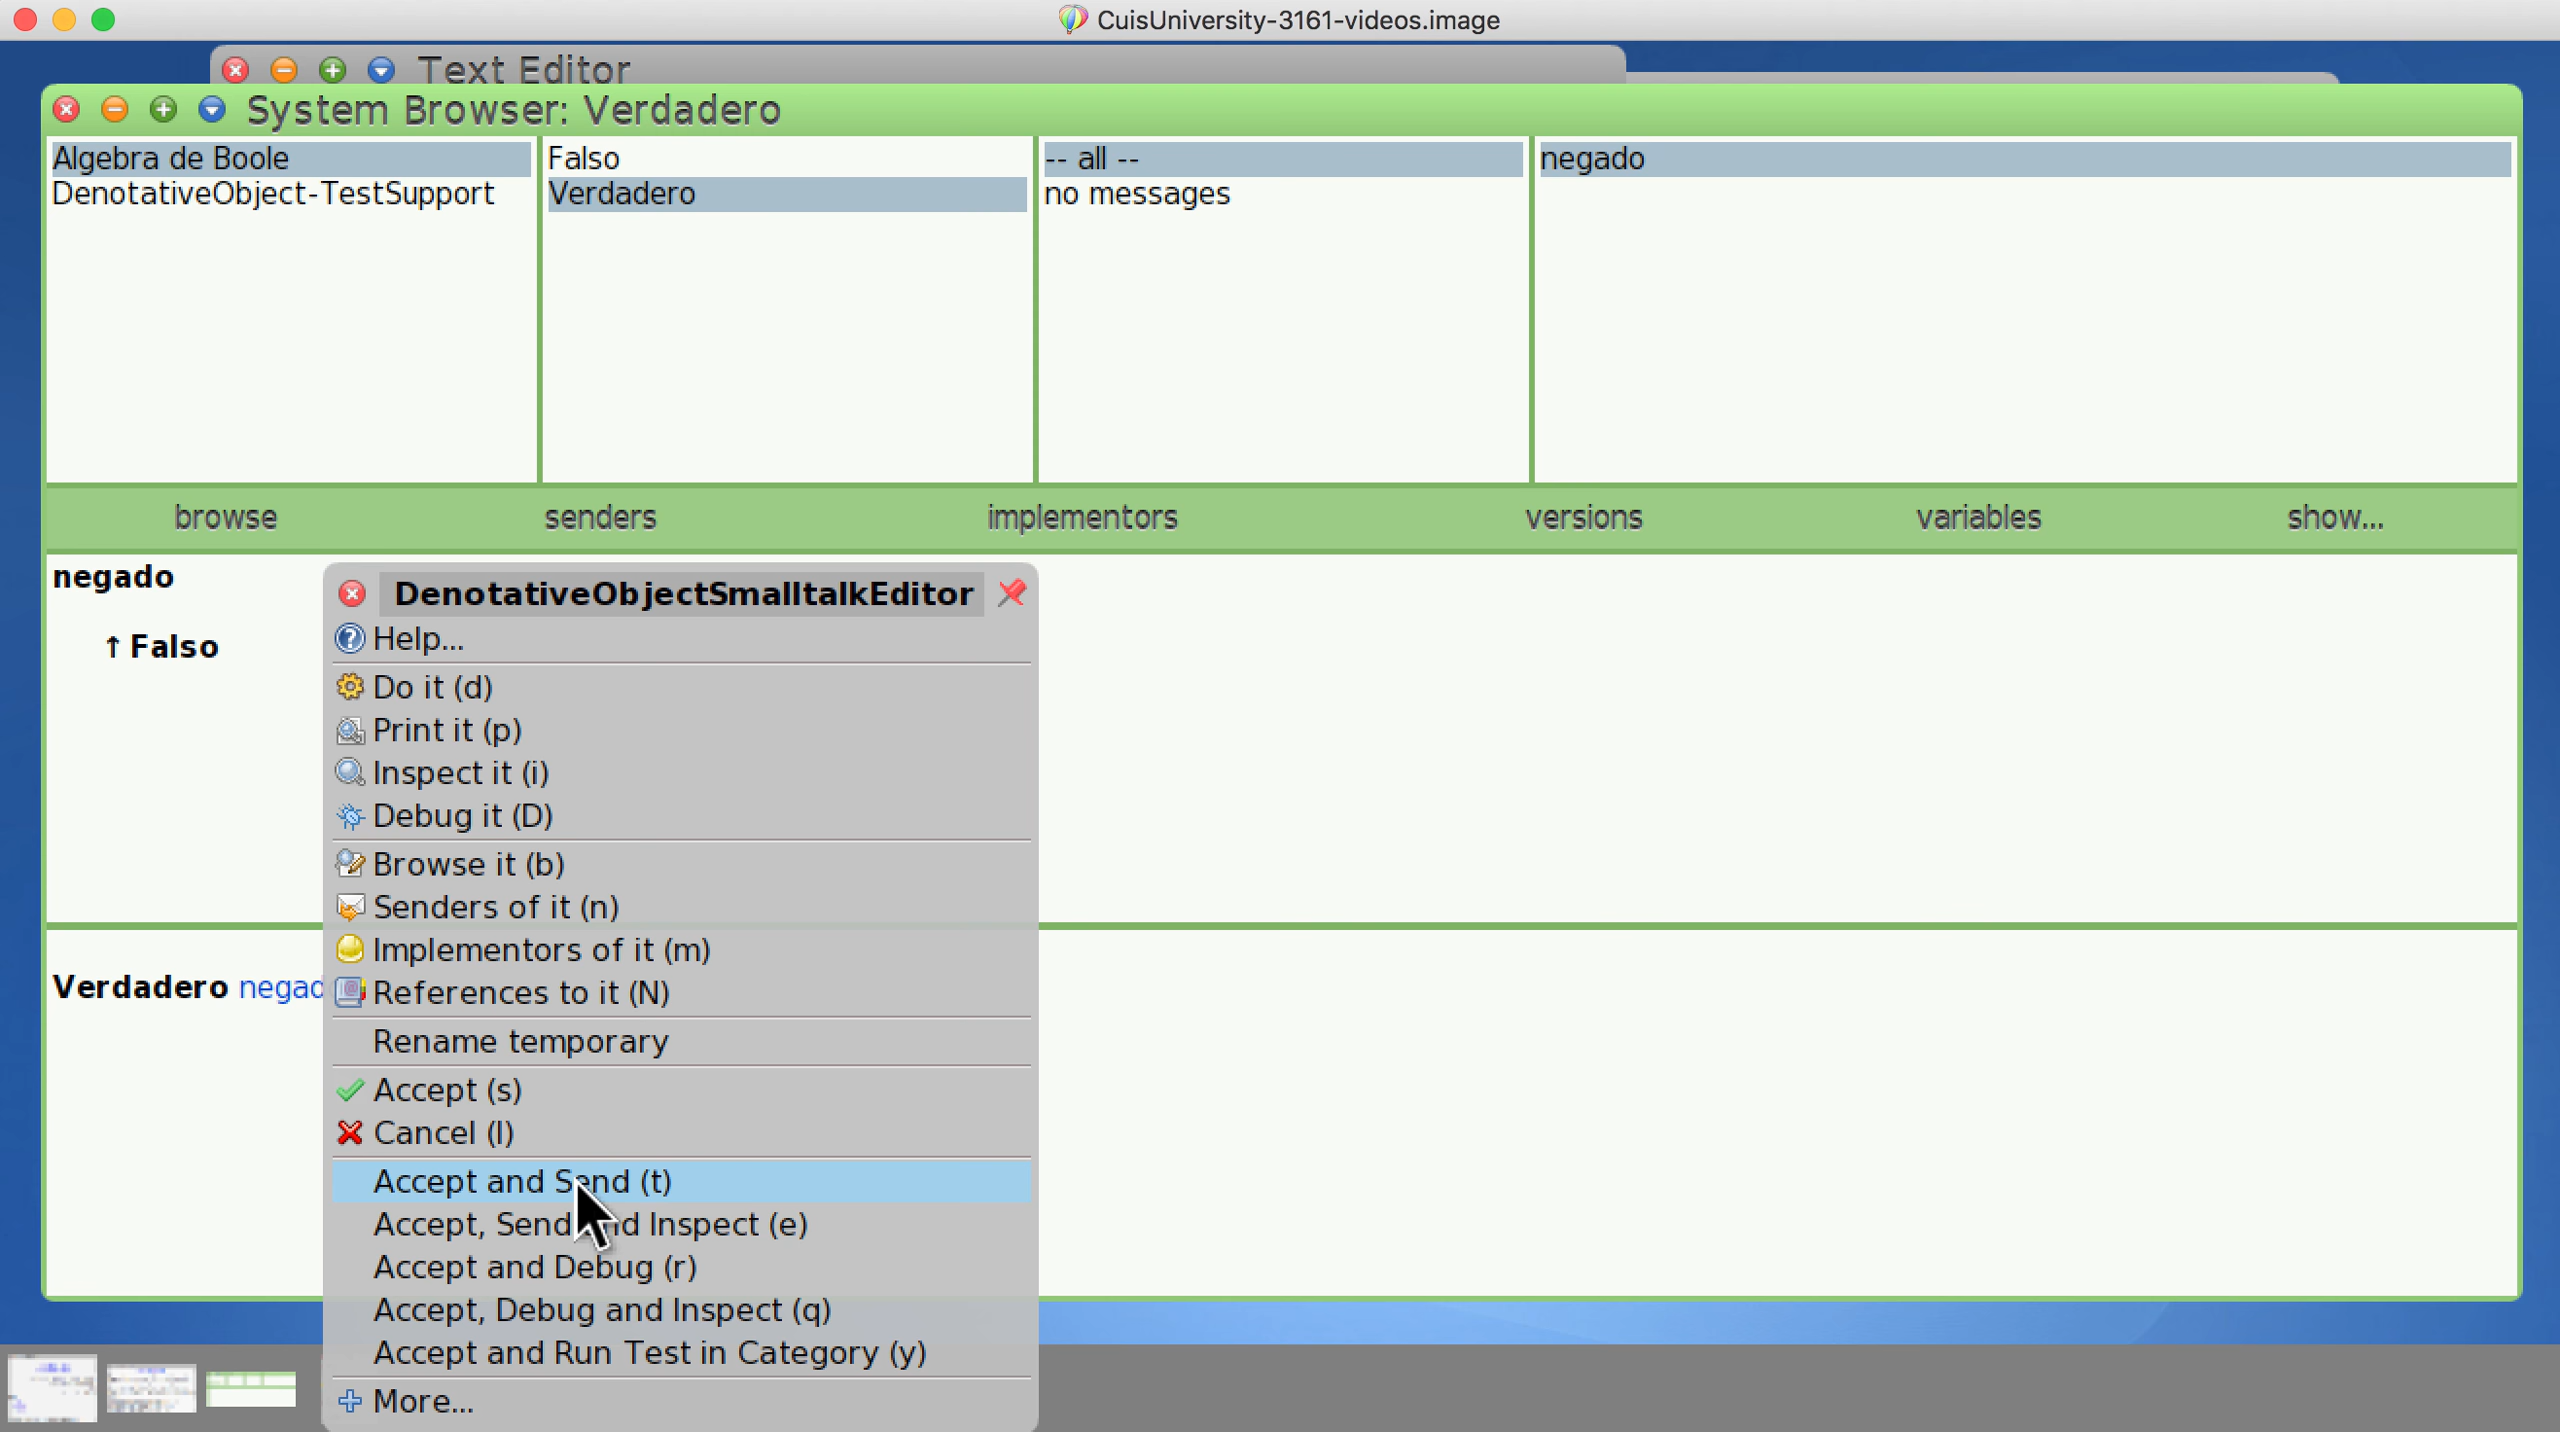 CuisUniversity-3161-videos.image
Text Editor
System Browser: Verdadero
Algebra de Boole
DenotativeObject-TestSupport
Falso
Verdadero
-- all --
no messages
negado
browse senders implementors versions variables show...
negado
↑ Falso
Verdadero
DenotativeObjectSmalltalkEditor
Help...
Do it (d)
Print it (p)
Inspect it (i)
Debug it (D)
Browse it (b)
Senders of it (n)
Implementors of it (m)
References to it (N)
Rename temporary
Accept (s)
Cancel (l)
Accept and Send (t)
Accept, Send and Inspect (e)
Accept and Debug (r)
Accept, Debug and Inspect (q)
Accept and Run Test in Category (y)
More...